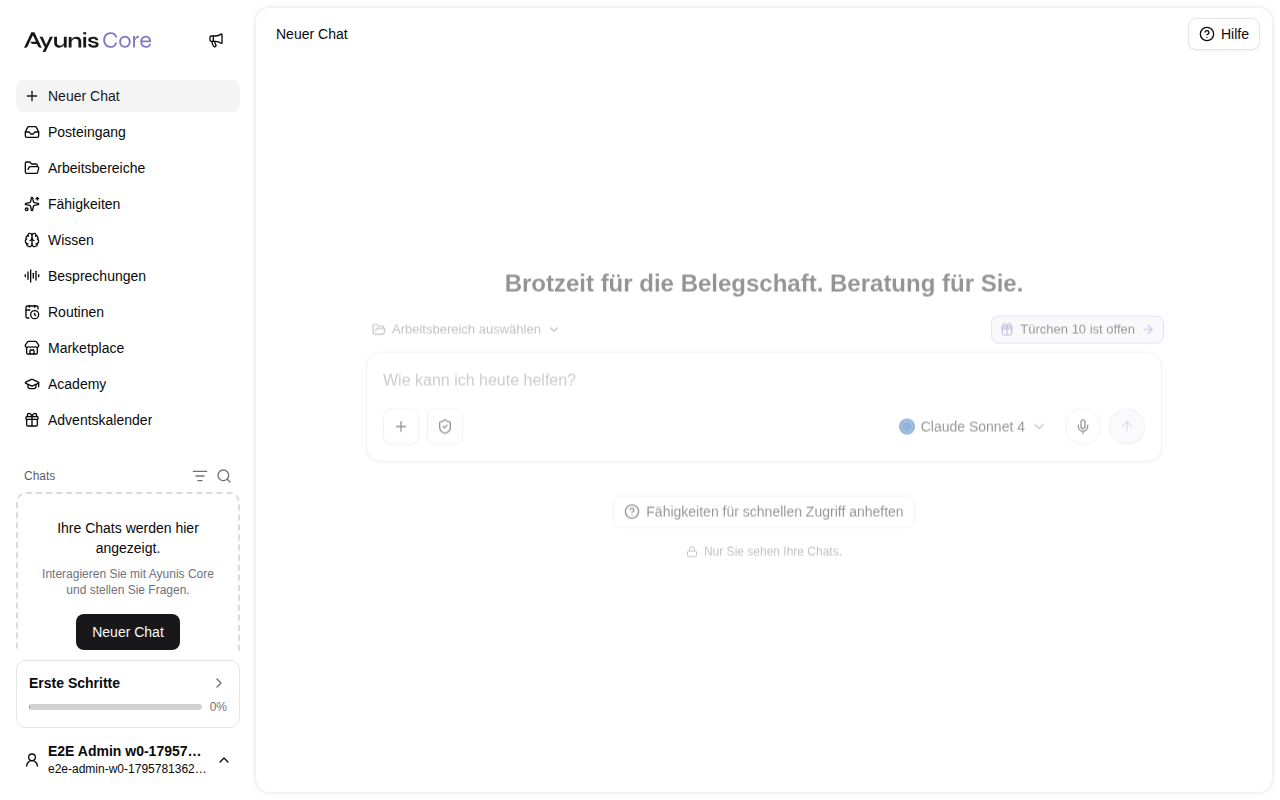 Ayunis Core
Neuer Chat
Posteingang
Arbeitsbereiche
Fähigkeiten
Wissen
Besprechungen
Routinen
Marketplace
Academy
Adventskalender
Chats
Ihre Chats werden hier
angezeigt.
Interagieren Sie mit Ayunis Core
und stellen Sie Fragen.
Neuer Chat
Erste Schritte
0%
E2E Admin w0-17957…
e2e-admin-w0-1795781362…
Neuer Chat
Hilfe
Brotzeit für die Belegschaft. Beratung für Sie.
Arbeitsbereich auswählen
Türchen 10 ist offen
Wie kann ich heute helfen?
Claude Sonnet 4
Fähigkeiten für schnellen Zugriff anheften
Nur Sie sehen Ihre Chats.